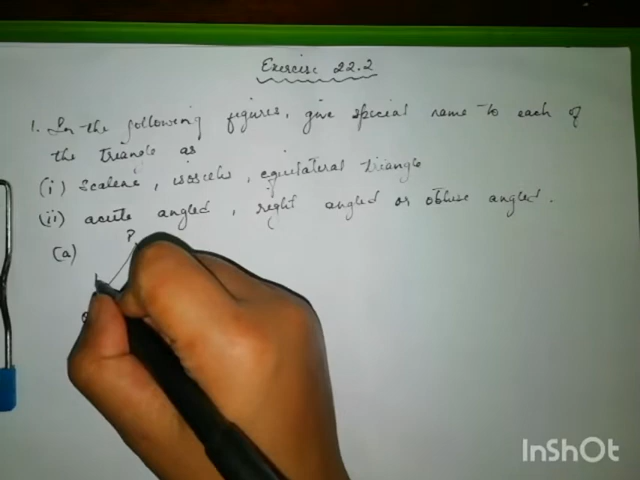 Exercise 22.2
1. In the following figures, give special name to each of
the triangle as
(i) scalene, isosceles, equilateral triangle
(ii) acute angled, right angled or obtuse angled.
(a)
P
InShOt